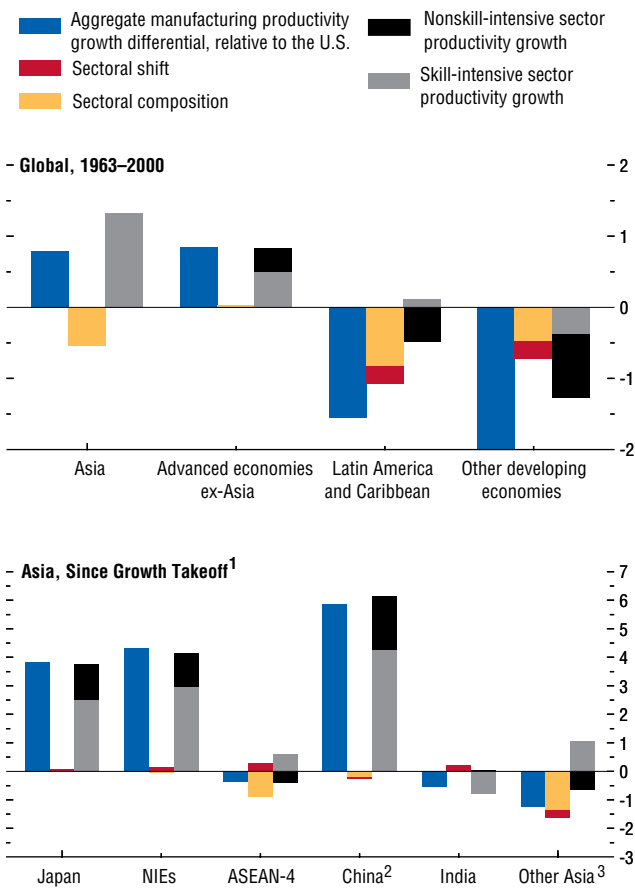 Aggregate manufacturing productivity
growth differential, relative to the U.S.
Sectoral shift
Sectoral composition
Nonskill-intensive sector
productivity growth
Skill-intensive sector
productivity growth
Global, 1963–2000
2
1
0
-1
-2
Asia
Advanced economies
ex-Asia
Latin America
and Caribbean
Other developing
economies
Asia, Since Growth Takeoff1
7
6
5
4
3
2
1
0
-1
-2
-3
Japan
NIEs
ASEAN-4
China2
India
Other Asia3